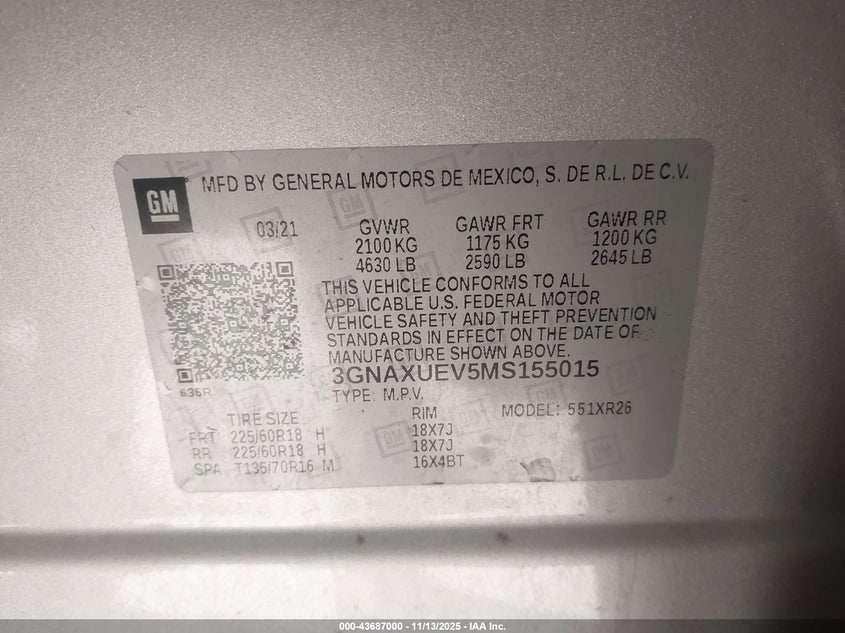 GM
MFD BY GENERAL MOTORS DE MEXICO, S. DE R.L. DE C.V.
03/21 GVWR GAWR FRT GAWR RR
2100 KG 1175 KG 1200 KG
4630 LB 2590 LB 2645 LB
THIS VEHICLE CONFORMS TO ALL
APPLICABLE U.S. FEDERAL MOTOR
VEHICLE SAFETY AND THEFT PREVENTION
STANDARDS IN EFFECT ON THE DATE OF
MANUFACTURE SHOWN ABOVE.
3GNAXUEV5MS155015
636R
TYPE: M.P.V. MODEL: 551XR26
TIRE SIZE RIM
FRT 225/60R18 H 18X7J
RR 225/60R18 H 18X7J
SPA T135/70R16 M 16X4BT
000-43687000 - 11/13/2025 - IAA Inc.